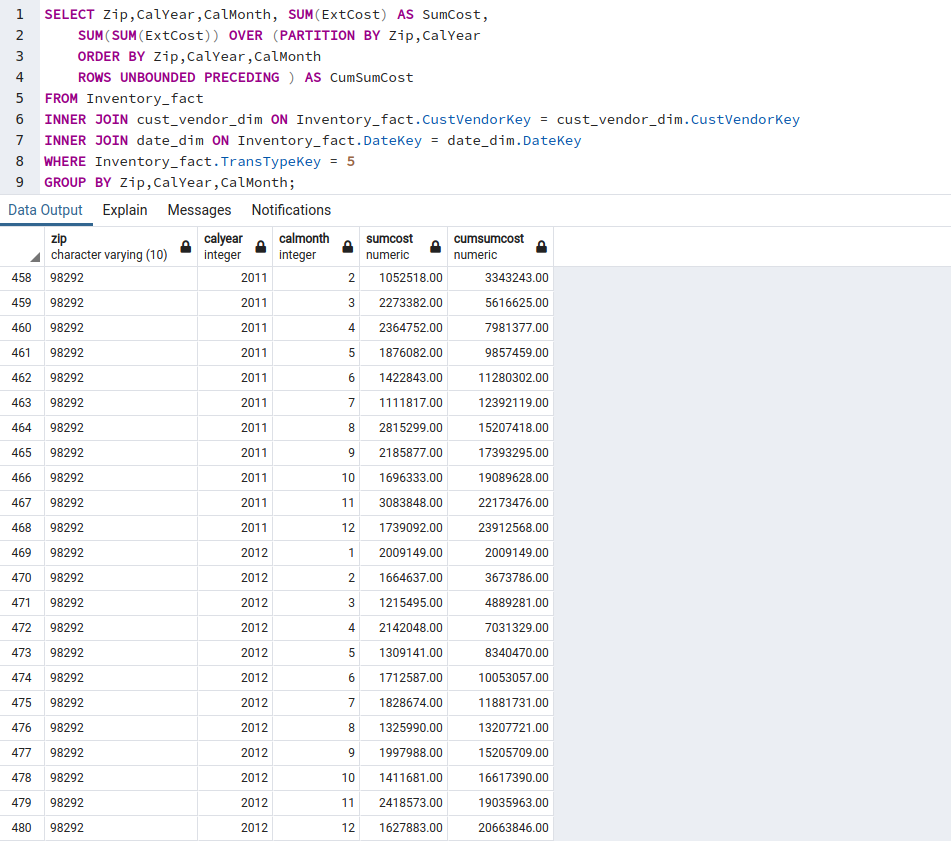 1 SELECT Zip,CalYear,CalMonth, SUM(ExtCost) AS SumCost,
2 SUM(SUM(ExtCost)) OVER (PARTITION BY Zip,CalYear
3 ORDER BY Zip,CalYear,CalMonth
4 ROWS UNBOUNDED PRECEDING ) AS CumSumCost
5 FROM Inventory_fact
6 INNER JOIN cust_vendor_dim ON Inventory_fact.CustVendorKey = cust_vendor_dim.CustVendorKey
7 INNER JOIN date_dim ON Inventory_fact.DateKey = date_dim.DateKey
8 WHERE Inventory_fact.TransTypeKey = 5
9 GROUP BY Zip,CalYear,CalMonth;
Data Output Explain Messages Notifications
zip calyear calmonth sumcost cumsumcost
character varying (10) integer integer numeric numeric
458 98292 2011 2 1052518.00 3343243.00
459 98292 2011 3 2273382.00 5616625.00
460 98292 2011 4 2364752.00 7981377.00
461 98292 2011 5 1876082.00 9857459.00
462 98292 2011 6 1422843.00 11280302.00
463 98292 2011 7 1111817.00 12392119.00
464 98292 2011 8 2815299.00 15207418.00
465 98292 2011 9 2185877.00 17393295.00
466 98292 2011 10 1696333.00 19089628.00
467 98292 2011 11 3083848.00 22173476.00
468 98292 2011 12 1739092.00 23912568.00
469 98292 2012 1 2009149.00 2009149.00
470 98292 2012 2 1664637.00 3673786.00
471 98292 2012 3 1215495.00 4889281.00
472 98292 2012 4 2142048.00 7031329.00
473 98292 2012 5 1309141.00 8340470.00
474 98292 2012 6 1712587.00 10053057.00
475 98292 2012 7 1828674.00 11881731.00
476 98292 2012 8 1325990.00 13207721.00
477 98292 2012 9 1997988.00 15205709.00
478 98292 2012 10 1411681.00 16617390.00
479 98292 2012 11 2418573.00 19035963.00
480 98292 2012 12 1627883.00 20663846.00